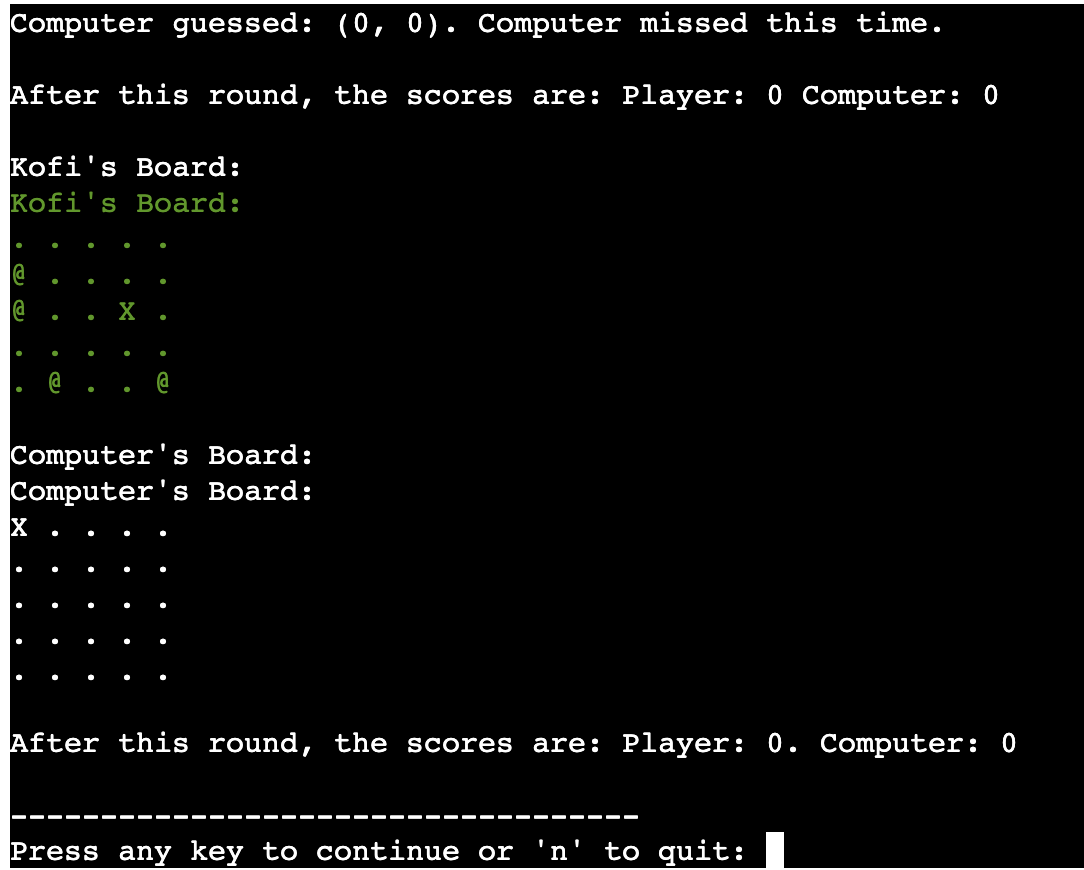 Computer guessed: (0, 0). Computer missed this time.
After this round, the scores are: Player: 0 Computer: 0
Kofi's Board:
Kofi's Board:
. . . . .
@ . . . .
@ . . X .
. . . . .
. @ . . @
Computer's Board:
Computer's Board:
X . . . .
. . . . .
. . . . .
. . . . .
. . . . .
After this round, the scores are: Player: 0. Computer: 0
-----------------------------------
Press any key to continue or 'n' to quit: